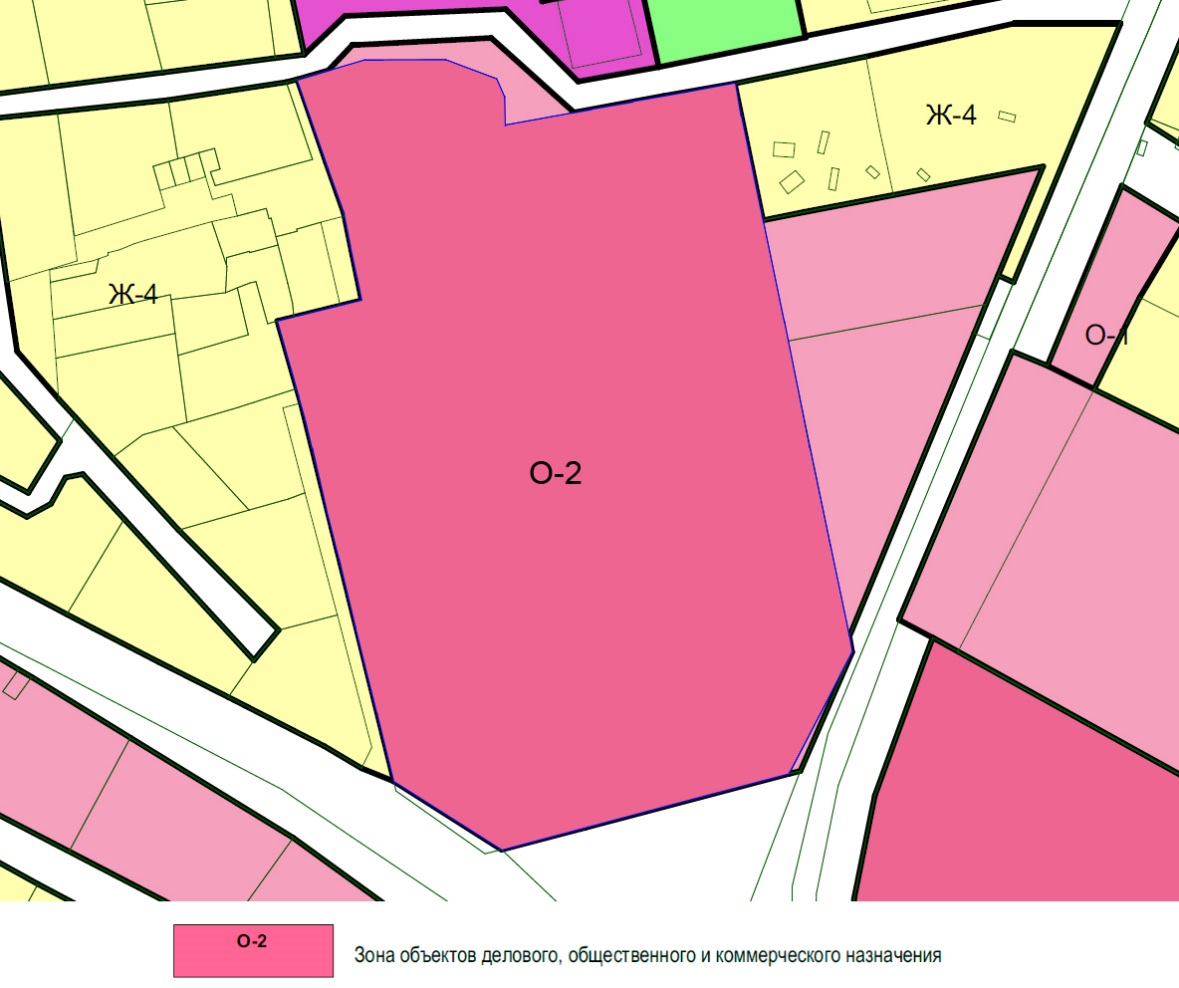 Ж-4
Ж-4
О-1
О-2
О-2
Зона объектов делового, общественного и коммерческого назначения